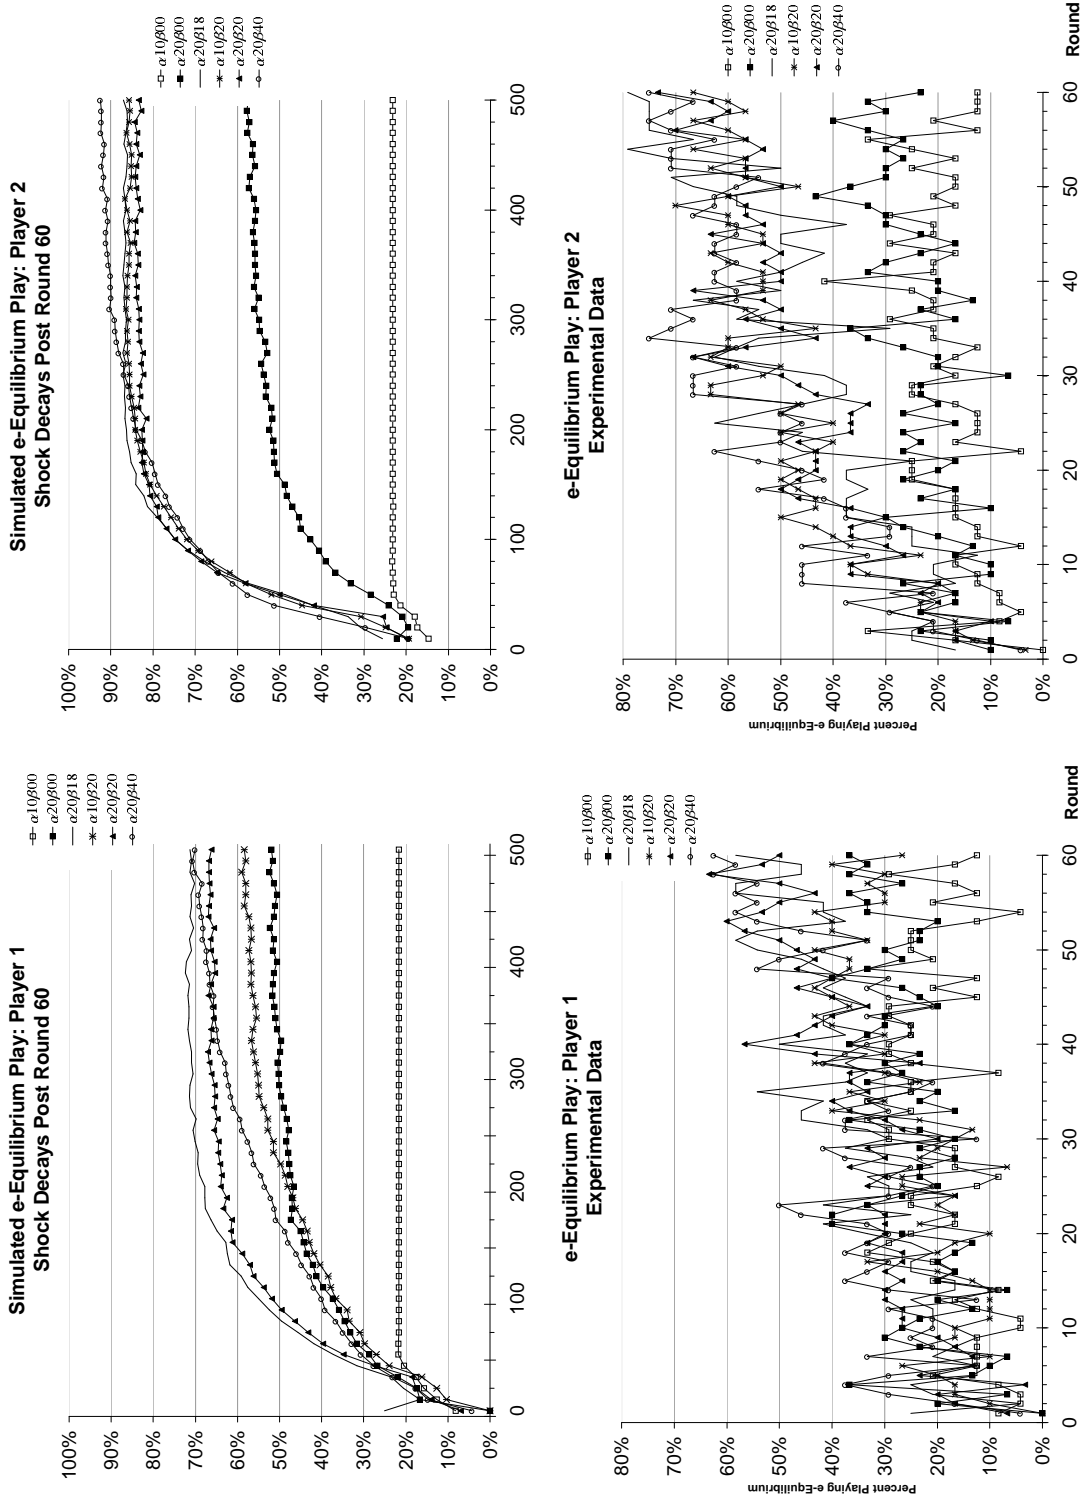 Simulated e-Equilibrium Play: Player 1
Shock Decays Post Round 60
100%
90%
80%
70%
60%
50%
40%
30%
20%
10%
0%
0 100 200 300 400 500
α10β00
α20β00
α20β18
α10β20
α20β20
α20β40
Simulated e-Equilibrium Play: Player 2
Shock Decays Post Round 60
100%
90%
80%
70%
60%
50%
40%
30%
20%
10%
0%
0 100 200 300 400 500
α10β00
α20β00
α20β18
α10β20
α20β20
α20β40
e-Equilibrium Play: Player 1
Experimental Data
Percent Playing e-Equilibrium
80%
70%
60%
50%
40%
30%
20%
10%
0%
0 10 20 30 40 50 60
Round
α10β00
α20β00
α20β18
α10β20
α20β20
α20β40
e-Equilibrium Play: Player 2
Experimental Data
Percent Playing e-Equilibrium
80%
70%
60%
50%
40%
30%
20%
10%
0%
0 10 20 30 40 50 60
Round
α10β00
α20β00
α20β18
α10β20
α20β20
α20β40